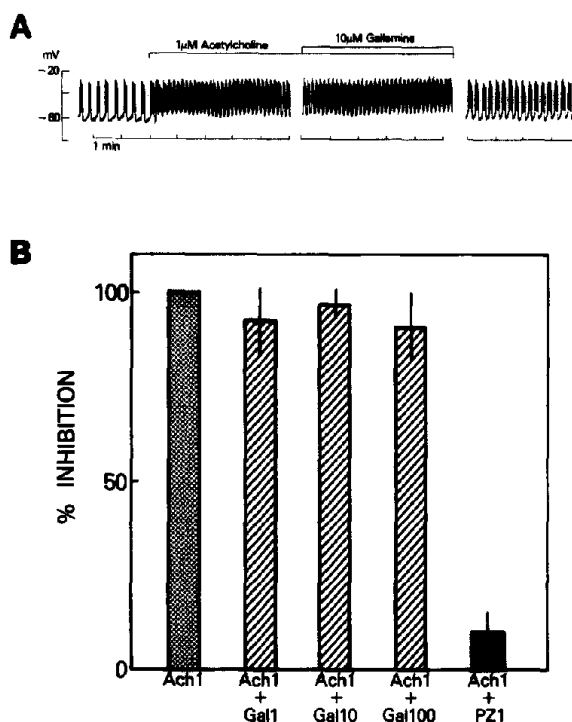 A
1μM Acetylcholine
10μM Gallamine
mV
-20
-60
1 min
B
% INHIBITION
100
50
0
Ach1
Ach1 + Gal1
Ach1 + Gal10
Ach1 + Gal100
Ach1 + PZ1